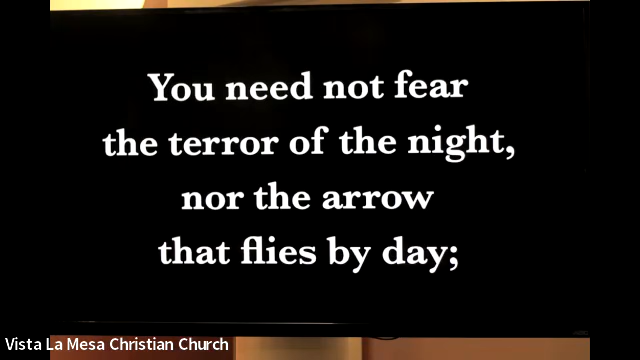 You need not fear
the terror of the night,
nor the arrow
that flies by day;
Vista La Mesa Christian Church